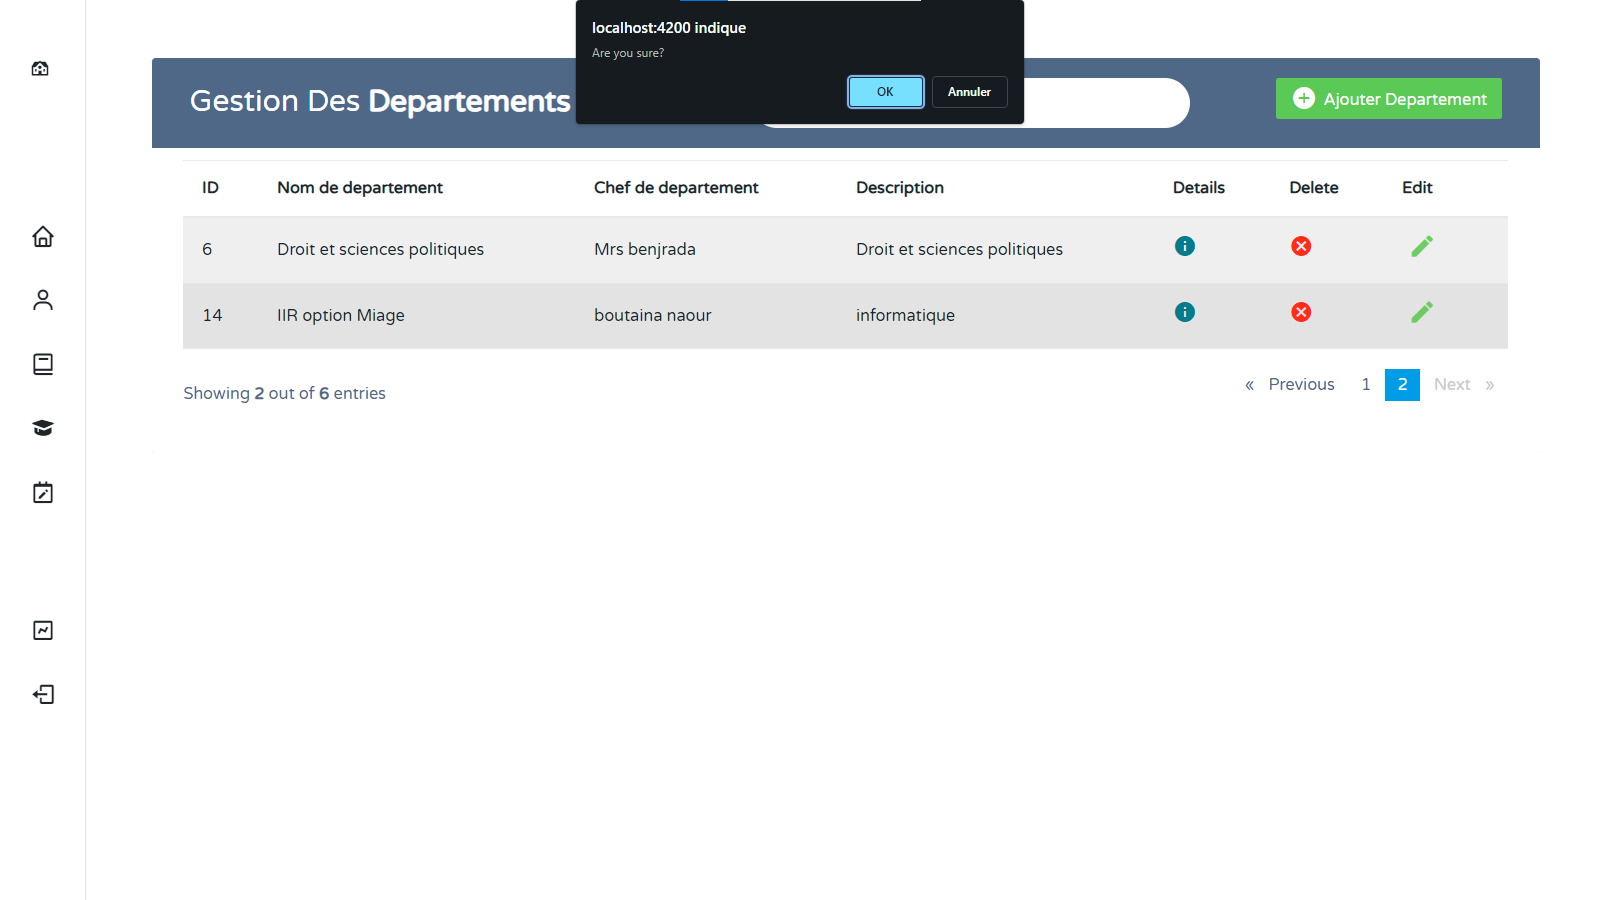 localhost:4200 indique
Are you sure?
OK Annuler
Gestion Des Departements
Ajouter Departement
ID Nom de departement Chef de departement Description Details Delete Edit
6 Droit et sciences politiques Mrs benjrada Droit et sciences politiques
14 IIR option Miage boutaina naour informatique
Showing 2 out of 6 entries
« Previous 1 2 Next »